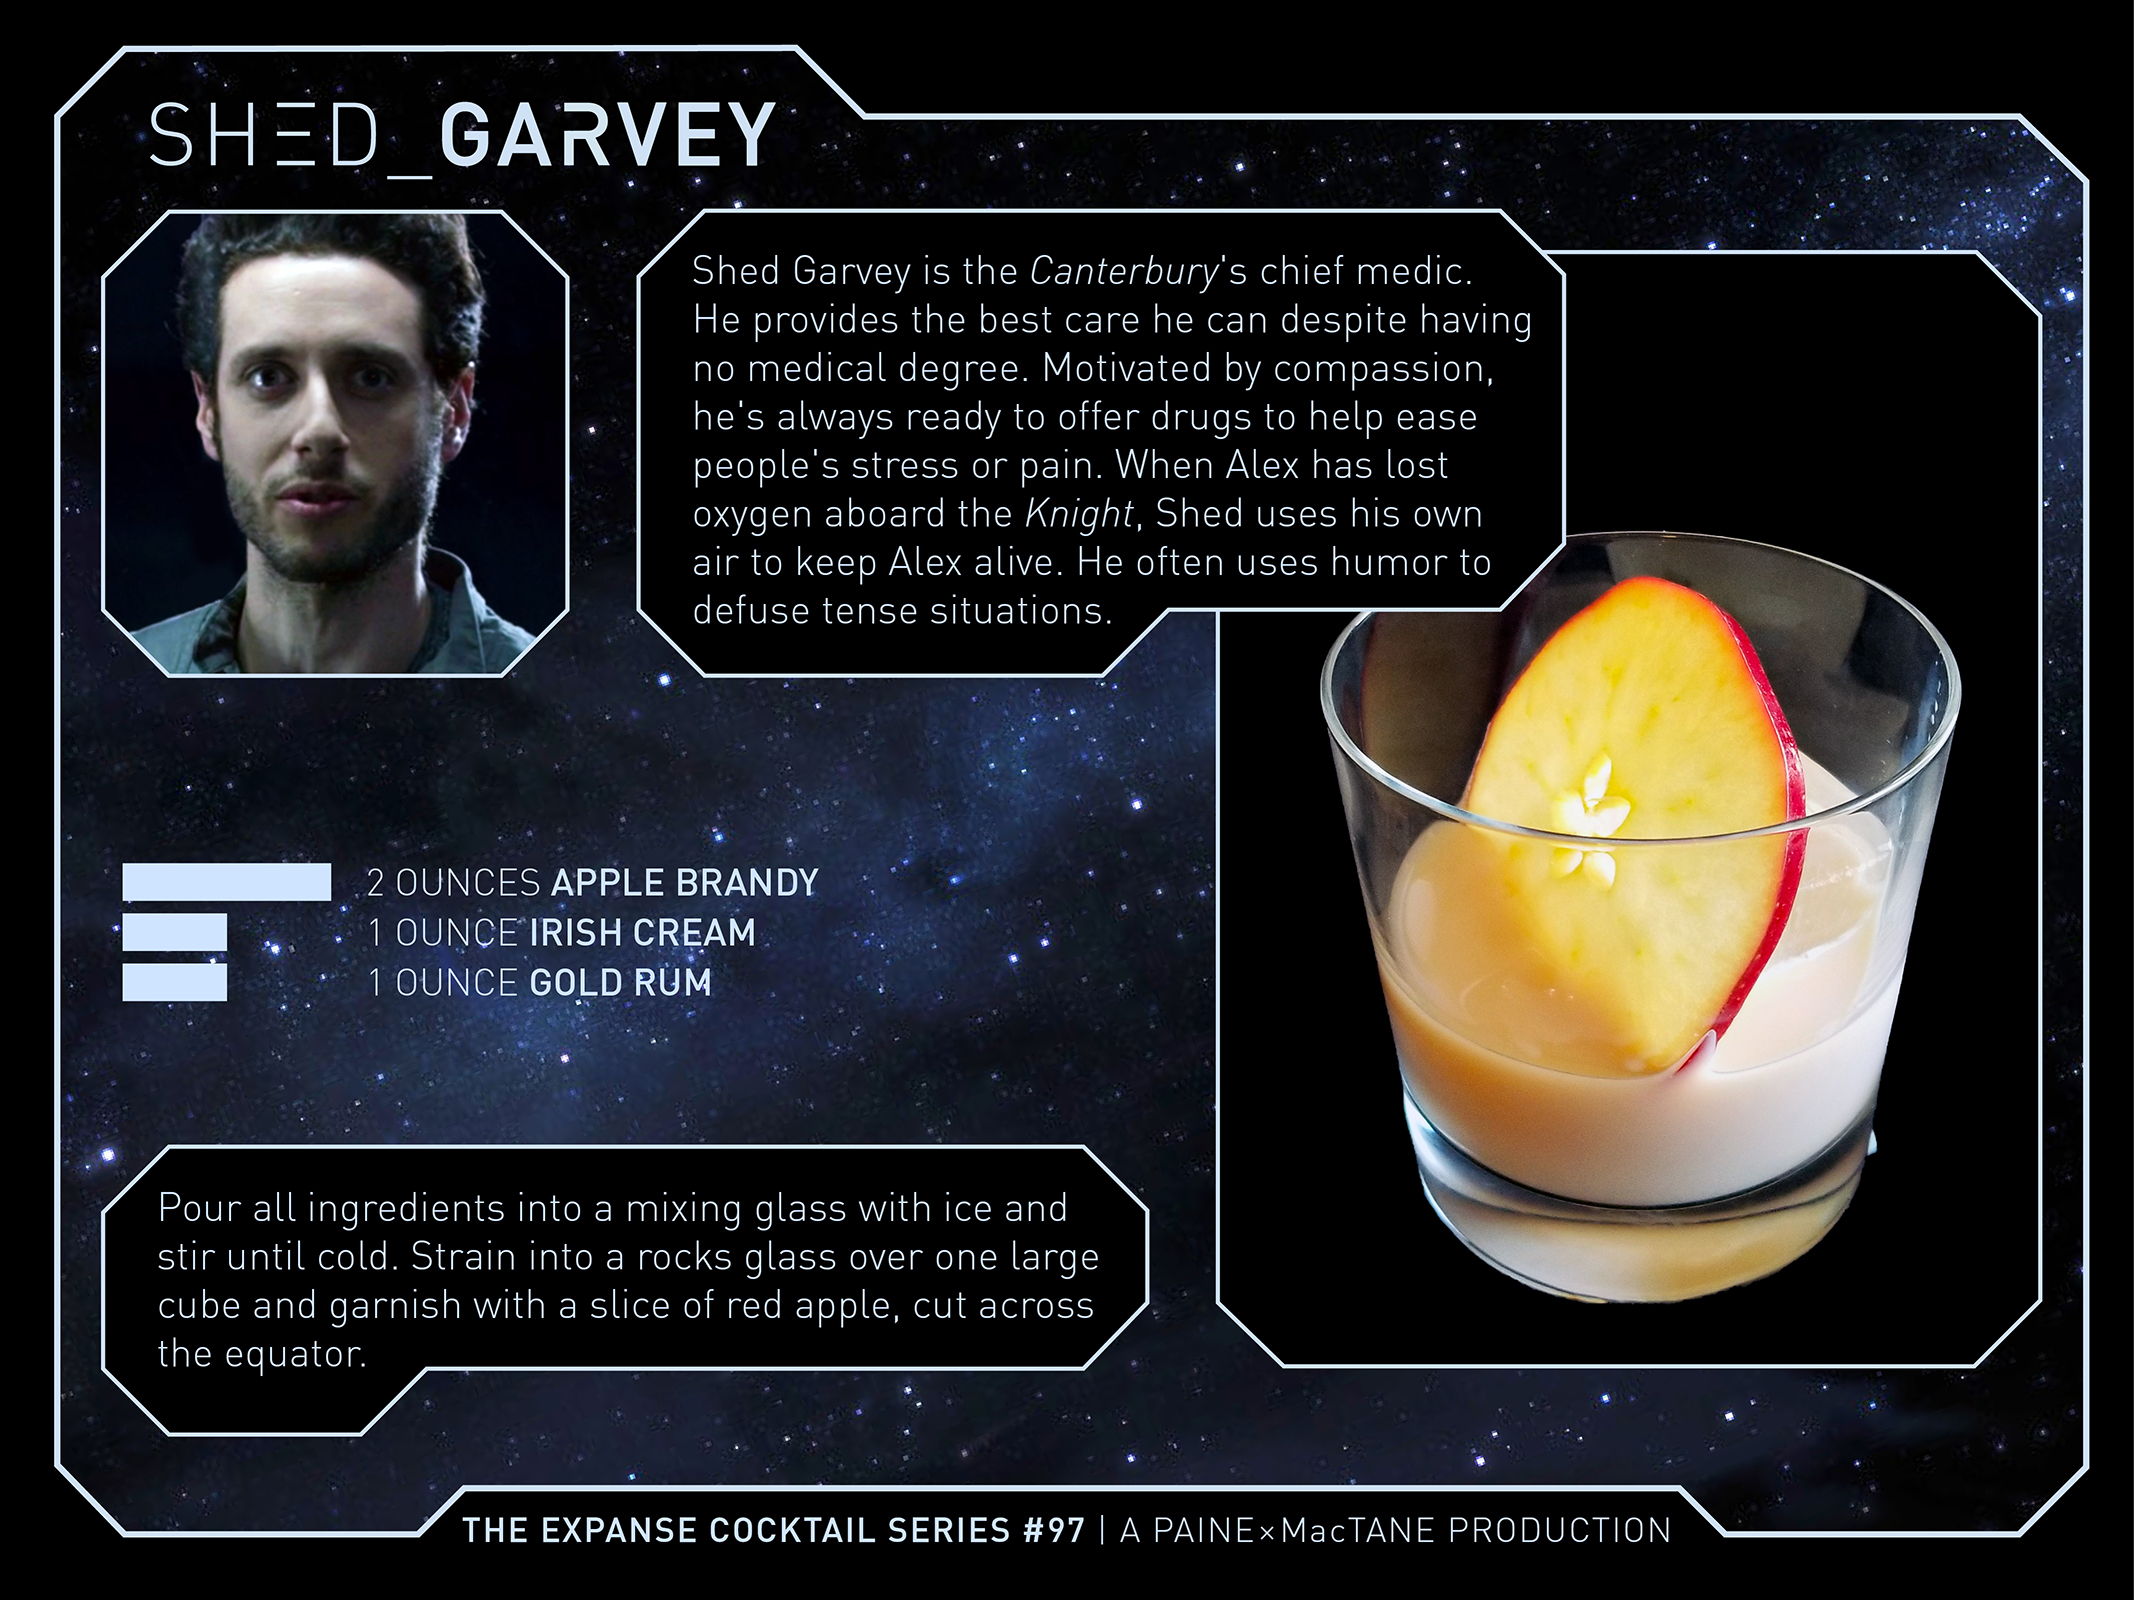 SHED_GARVEY
Shed Garvey is the Canterbury's chief medic.
He provides the best care he can despite having
no medical degree. Motivated by compassion,
he's always ready to offer drugs to help ease
people's stress or pain. When Alex has lost
oxygen aboard the Knight, Shed uses his own
air to keep Alex alive. He often uses humor to
defuse tense situations.
2 OUNCES APPLE BRANDY
1 OUNCE IRISH CREAM
1 OUNCE GOLD RUM
Pour all ingredients into a mixing glass with ice and
stir until cold. Strain into a rocks glass over one large
cube and garnish with a slice of red apple, cut across
the equator.
THE EXPANSE COCKTAIL SERIES #97 | A PAINE×MacTANE PRODUCTION